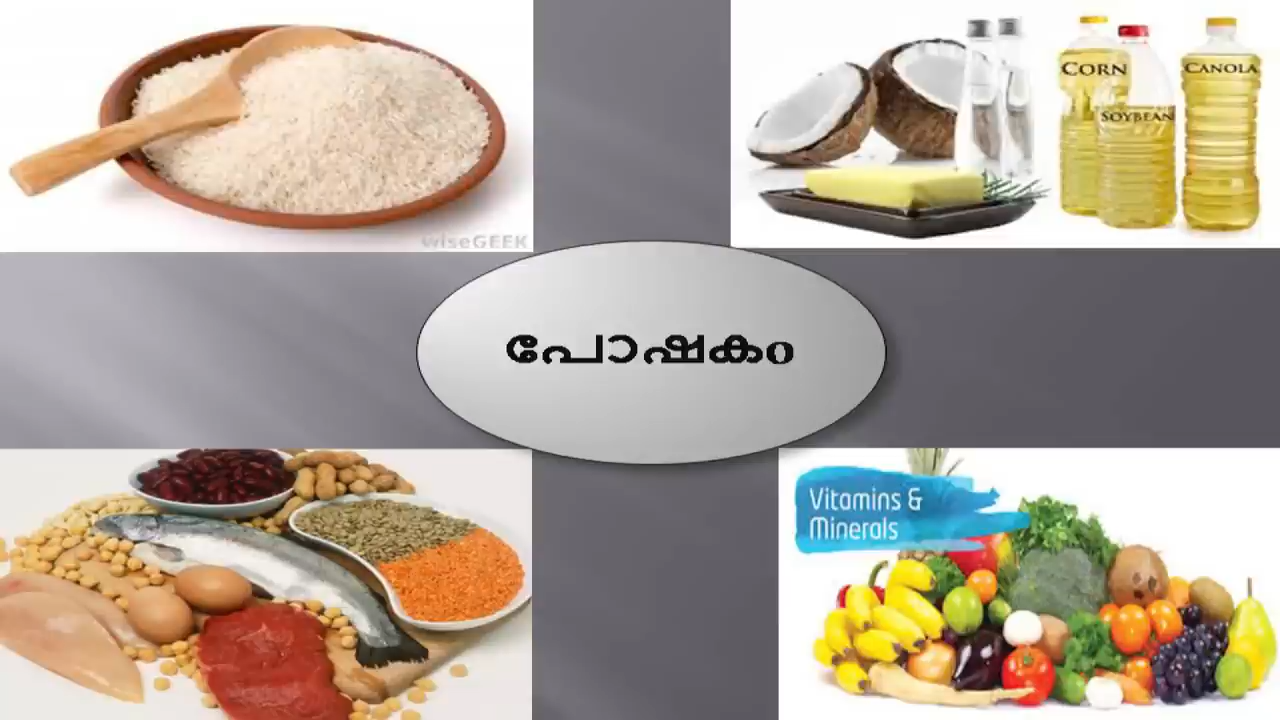 wiseGEEK
CORN
SOYBEAN
CANOLA
പോഷകം
Vitamins &
Minerals